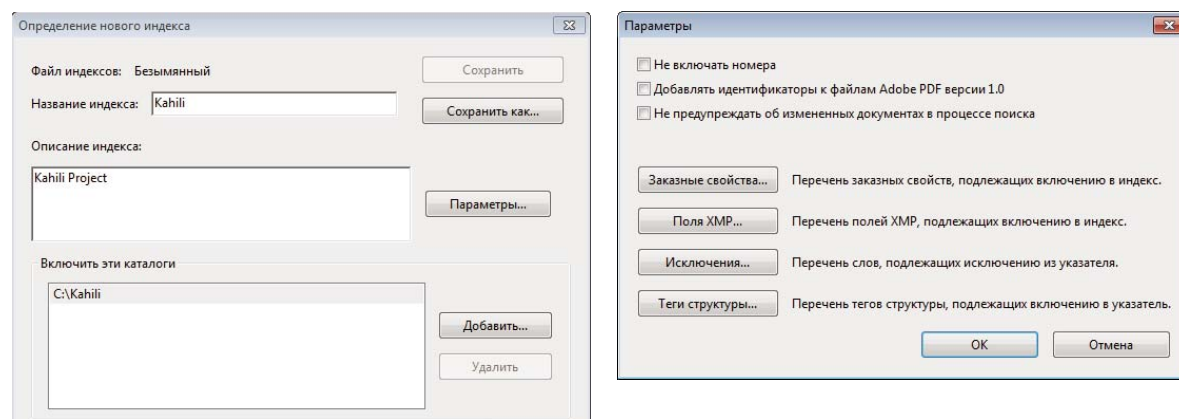 Определение нового индекса
Файл индексов: Безымянный
Сохранить
Название индекса: Kahili
Сохранить как...
Описание индекса:
Kahili Project
Параметры...
Включить эти каталоги
C:\Kahili
Добавить...
Удалить
Параметры
Не включать номера
Добавлять идентификаторы к файлам Adobe PDF версии 1.0
Не предупреждать об измененных документах в процессе поиска
Заказные свойства... Перечень заказных свойств, подлежащих включению в индекс.
Поля XMP... Перечень полей XMP, подлежащих включению в индекс.
Исключения... Перечень слов, подлежащих исключению из указателя.
Теги структуры... Перечень тегов структуры, подлежащих включению в указатель.
OK Отмена